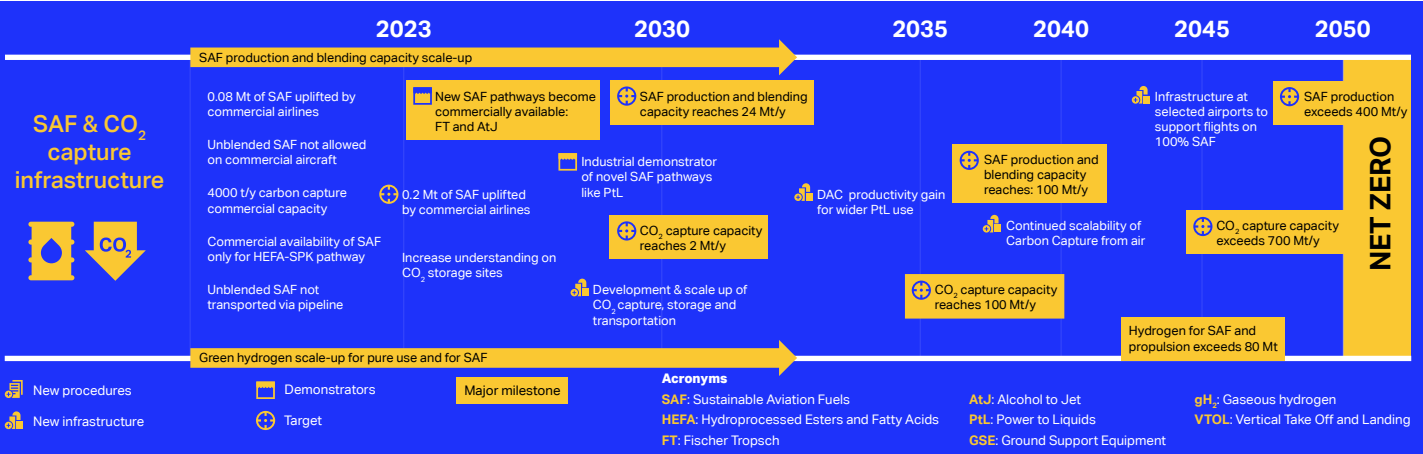 2023
2030
2035
2040
2045
2050
SAF production and blending capacity scale-up
SAF & CO₂
capture
infrastructure
CO₂
0.08 Mt of SAF uplifted by
commercial airlines
Unblended SAF not allowed
on commercial aircraft
4000 t/y carbon capture
commercial capacity
Commercial availability of SAF
only for HEFA-SPK pathway
Unblended SAF not
transported via pipeline
New SAF pathways become
commercially available:
FT and AtJ
0.2 Mt of SAF uplifted
by commercial airlines
Increase understanding on
CO₂ storage sites
SAF production and blending
capacity reaches 24 Mt/y
Industrial demonstrator
of novel SAF pathways
like PtL
CO₂ capture capacity
reaches 2 Mt/y
Development & scale up of
CO₂ capture, storage and
transportation
DAC productivity gain
for wider PtL use
SAF production and
blending capacity
reaches: 100 Mt/y
Continued scalability of
Carbon Capture from air
CO₂ capture capacity
reaches 100 Mt/y
Infrastructure at
selected airports to
support flights on
100% SAF
SAF production
exceeds 400 Mt/y
CO₂ capture capacity
exceeds 700 Mt/y
Hydrogen for SAF and
propulsion exceeds 80 Mt
NET ZERO
Green hydrogen scale-up for pure use and for SAF
New procedures
New infrastructure
Demonstrators
Target
Major milestone
Acronyms
SAF: Sustainable Aviation Fuels
HEFA: Hydroprocessed Esters and Fatty Acids
FT: Fischer Tropsch
AtJ: Alcohol to Jet
PtL: Power to Liquids
GSE: Ground Support Equipment
gH₂: Gaseous hydrogen
VTOL: Vertical Take Off and Landing